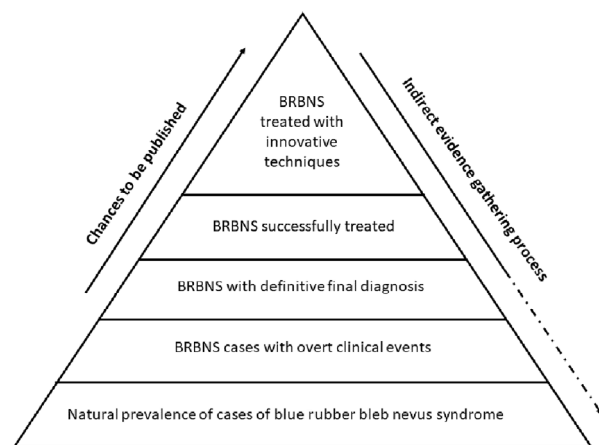 Chances to be published
Indirect evidence gathering process
BRBNS
treated with
innovative
techniques
BRBNS successfully treated
BRBNS with definitive final diagnosis
BRBNS cases with overt clinical events
Natural prevalence of cases of blue rubber bleb nevus syndrome